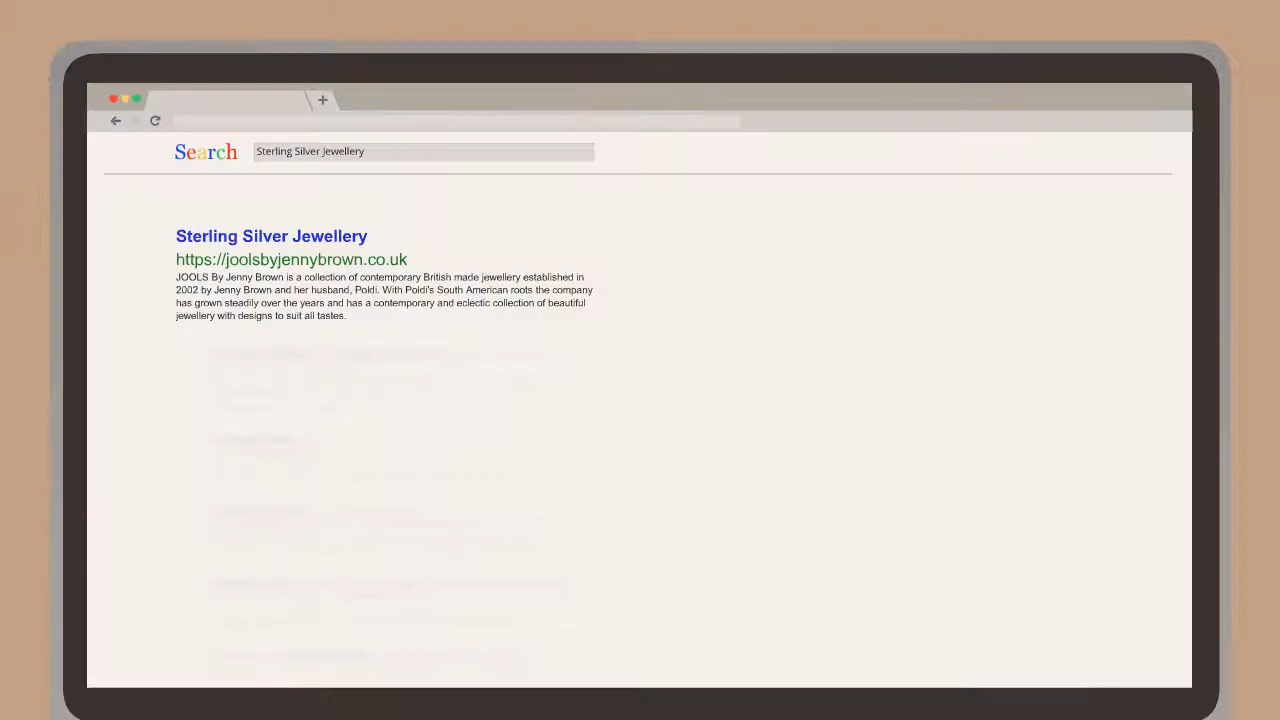 Search
Sterling Silver Jewellery
Sterling Silver Jewellery
https://joolsbyjennybrown.co.uk
JOOLS By Jenny Brown is a collection of contemporary British made jewellery established in
2002 by Jenny Brown and her husband, Poldi. With Poldi's South American roots the company
has grown steadily over the years and has a contemporary and eclectic collection of beautiful
jewellery with designs to suit all tastes.